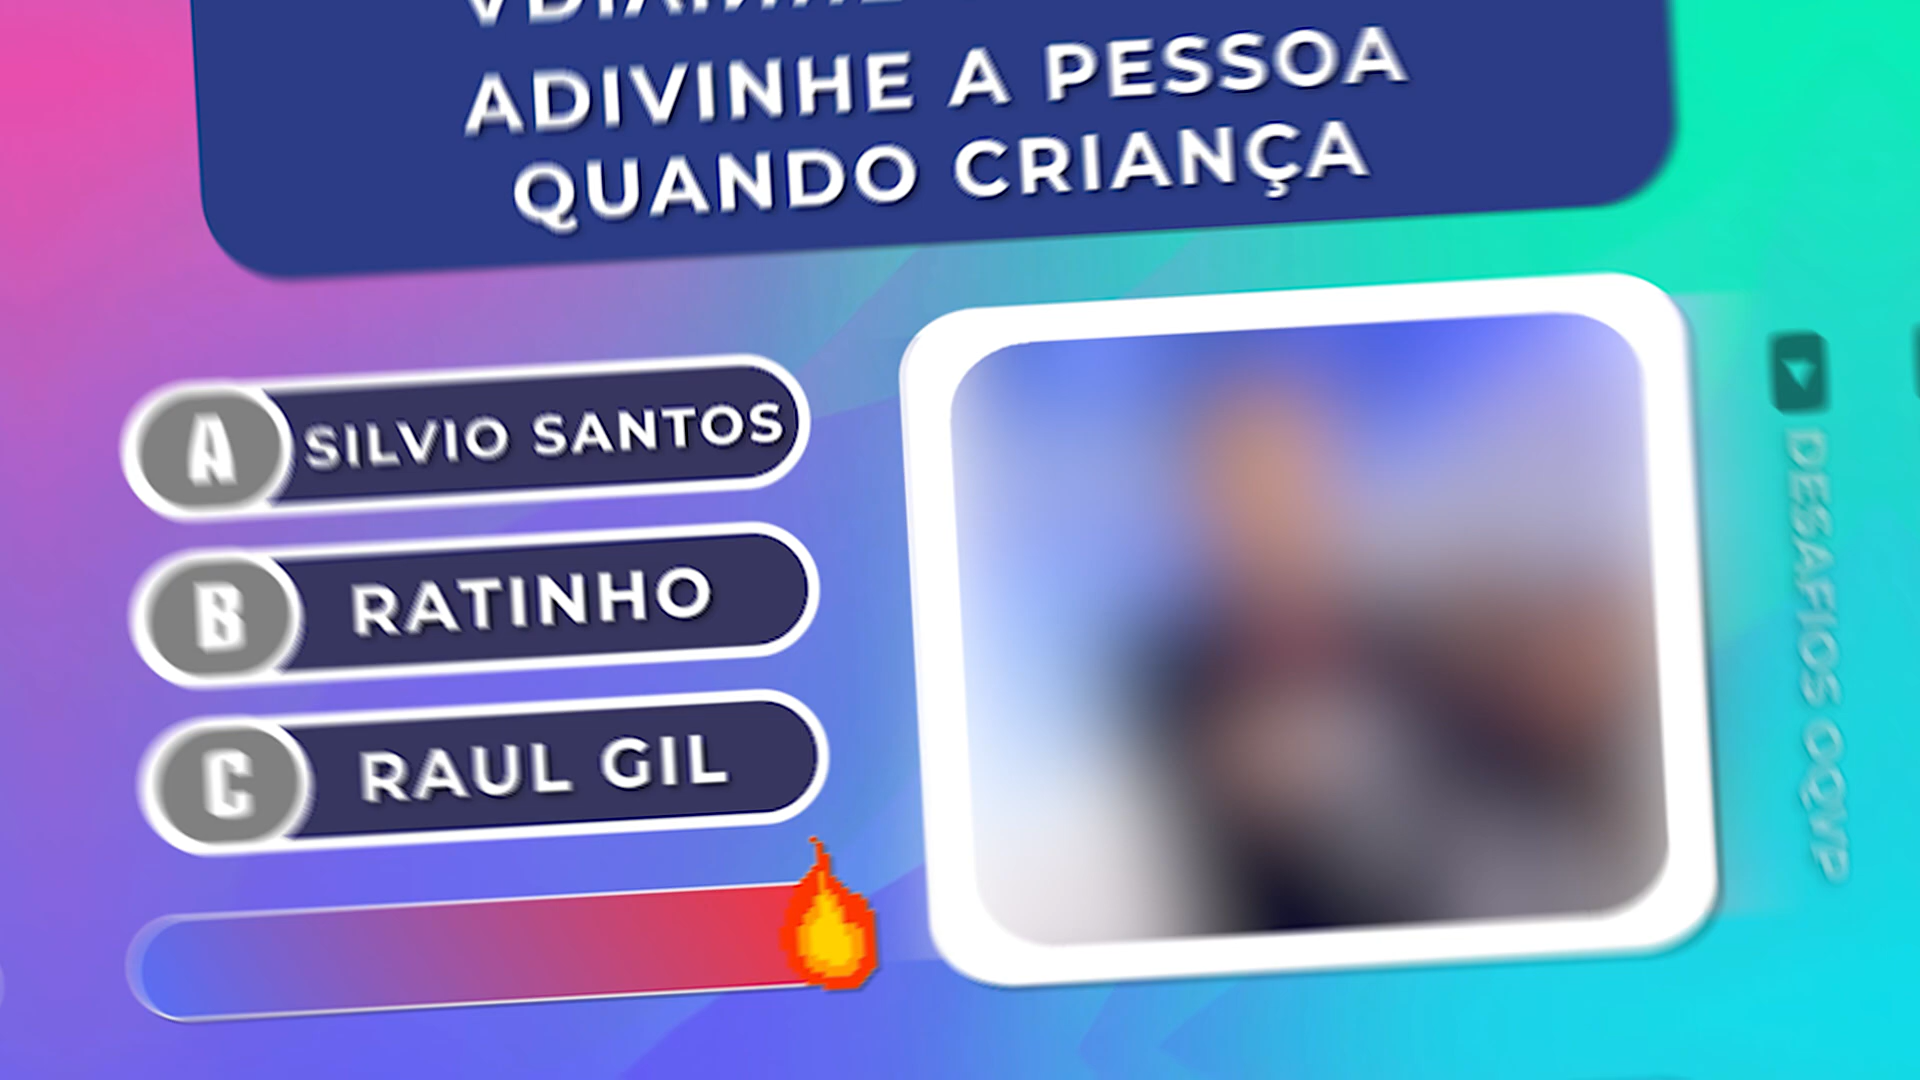 ADIVINHE A PESSOA
QUANDO CRIANÇA
A SILVIO SANTOS
B RATINHO
C RAUL GIL
DESAFIOS OQVP